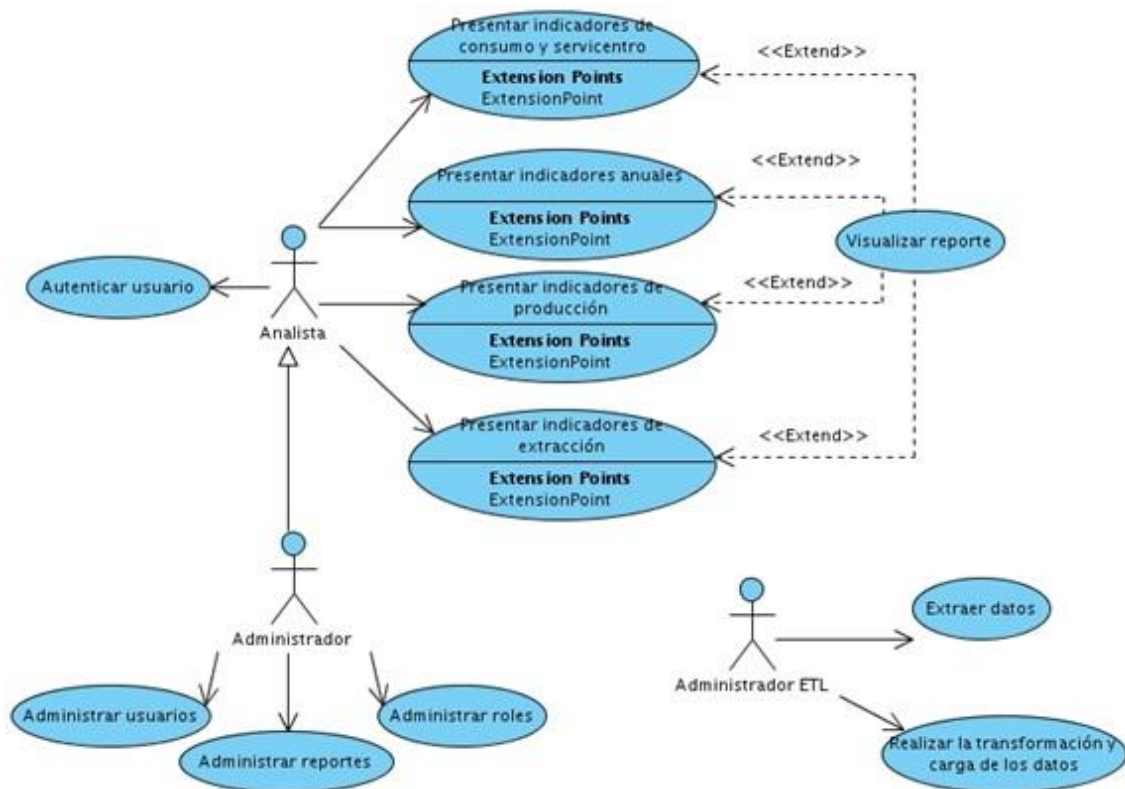 Presentar indicadores de
consumo y servicentro
Extension Points
ExtensionPoint
<<Extend>>
Presentar indicadores anuales
Extension Points
ExtensionPoint
<<Extend>>
Visualizar reporte
Autenticar usuario
Analista
Presentar indicadores de
producción
Extension Points
ExtensionPoint
<<Extend>>
Presentar indicadores de
extracción
Extension Points
ExtensionPoint
<<Extend>>
Administrador
Administrar usuarios
Administrar reportes
Administrar roles
Administrador ETL
Extraer datos
Realizar la transformación y
carga de los datos